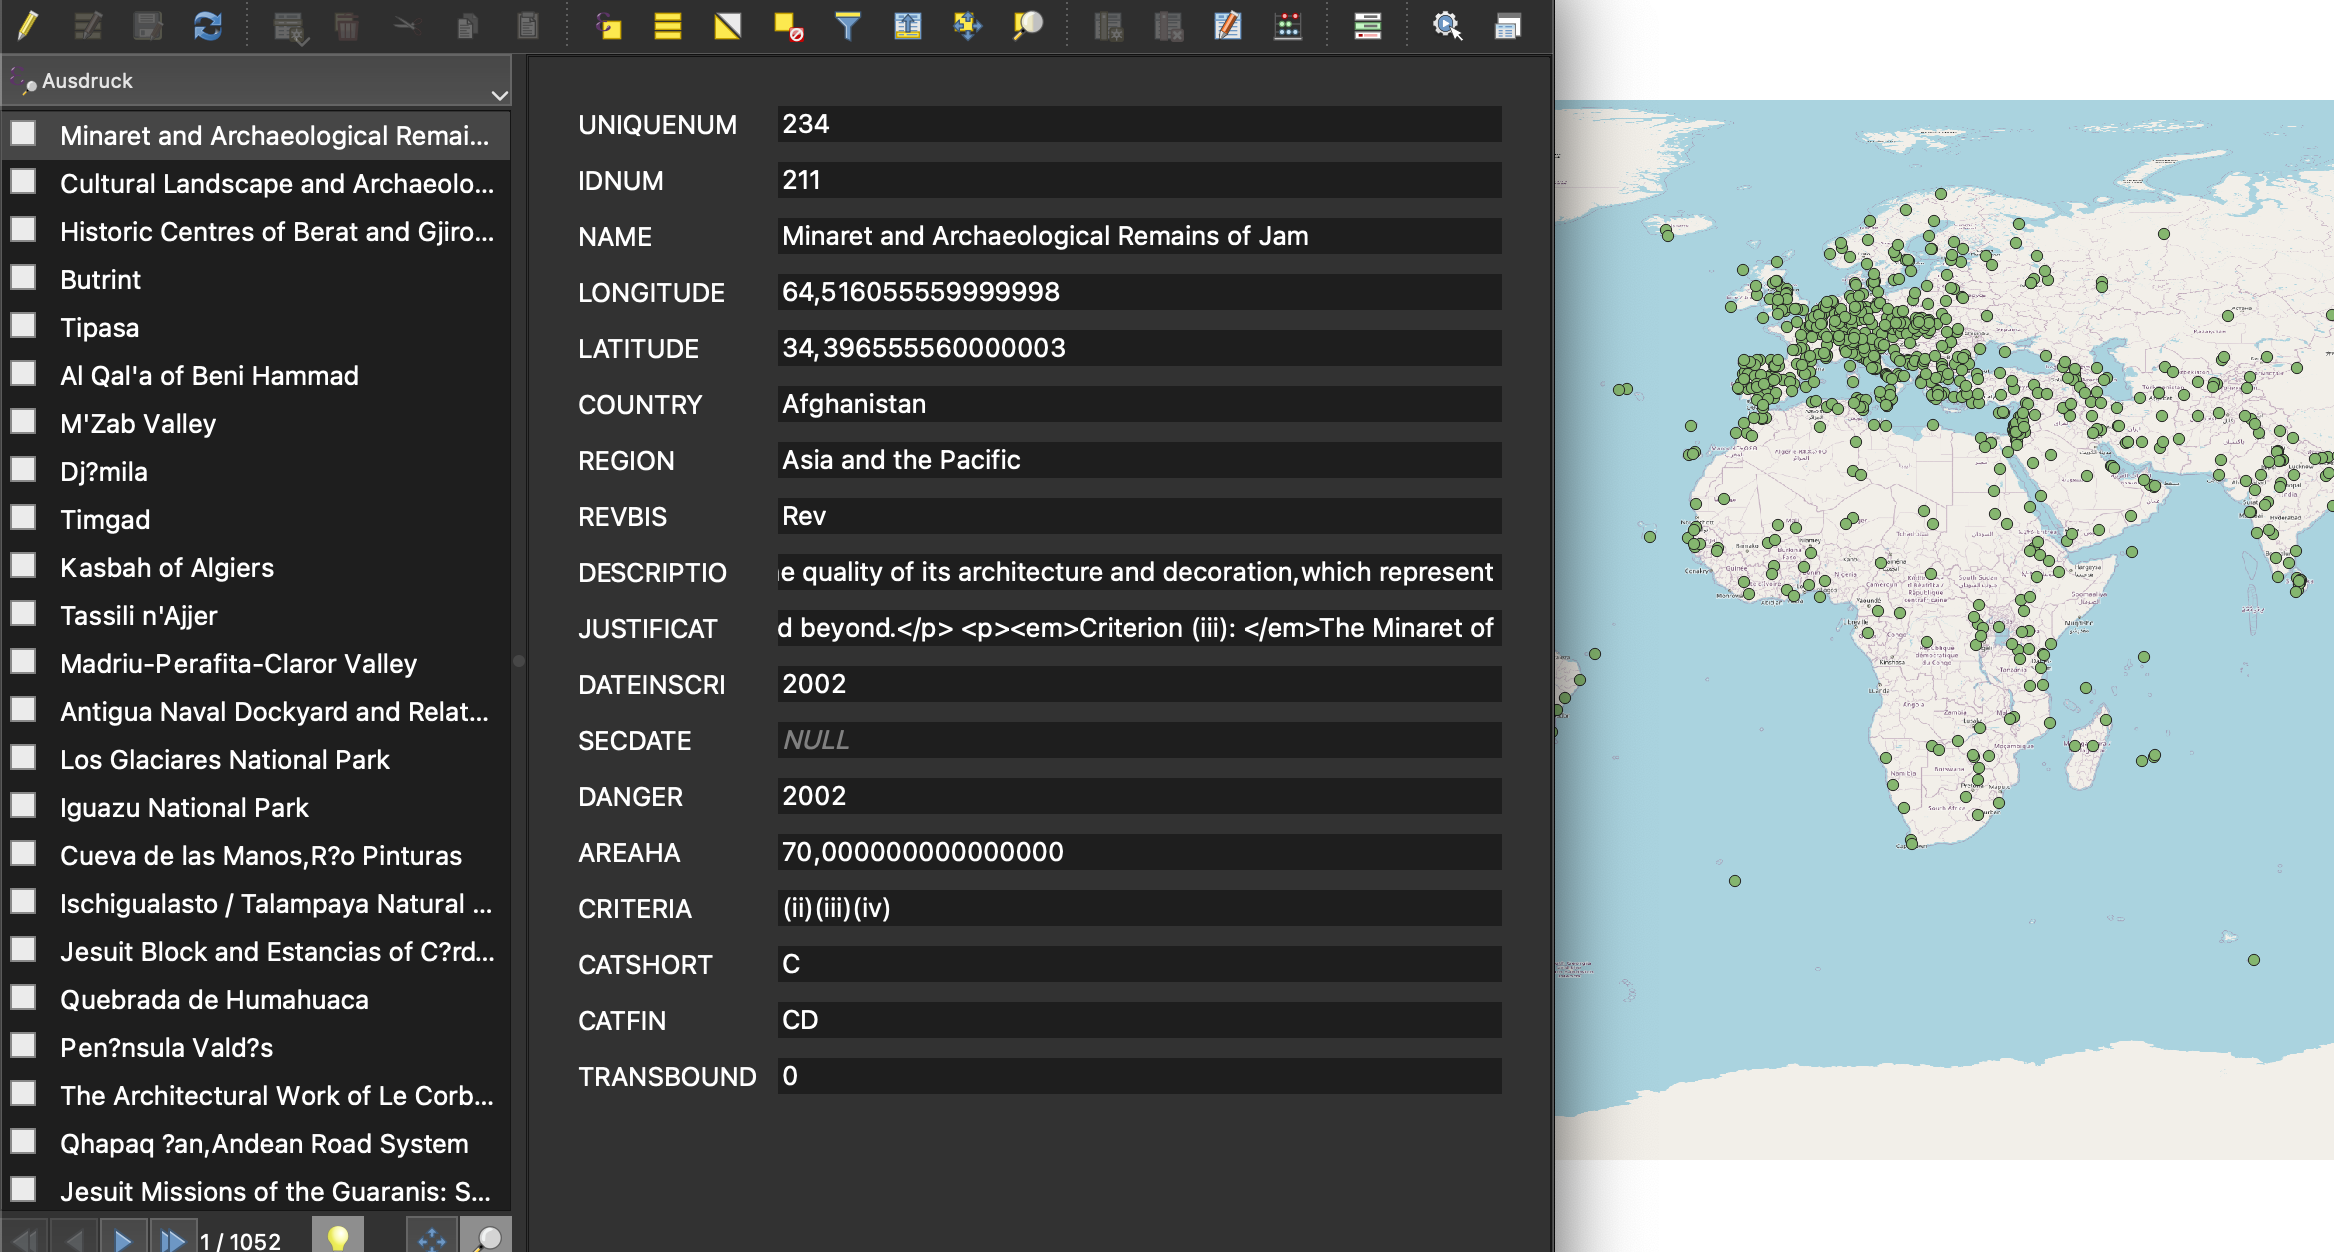 Ausdruck
Minaret and Archaeological Remai...
Cultural Landscape and Archaeolo...
Historic Centres of Berat and Gjiro...
Butrint
Tipasa
Al Qal'a of Beni Hammad
M'Zab Valley
Dj?mila
Timgad
Kasbah of Algiers
Tassili n'Ajjer
Madriu-Perafita-Claror Valley
Antigua Naval Dockyard and Relat...
Los Glaciares National Park
Iguazu National Park
Cueva de las Manos,R?o Pinturas
Ischigualasto / Talampaya Natural ...
Jesuit Block and Estancias of C?rd...
Quebrada de Humahuaca
Pen?nsula Vald?s
The Architectural Work of Le Corb...
Qhapaq ?an,Andean Road System
Jesuit Missions of the Guaranis: S...
1 / 1052
UNIQUENUM 234
IDNUM 211
NAME Minaret and Archaeological Remains of Jam
LONGITUDE 64,516055559999998
LATITUDE 34,396555560000003
COUNTRY Afghanistan
REGION Asia and the Pacific
REVBIS Rev
DESCRIPTIO e quality of its architecture and decoration,which represent
JUSTIFICAT d beyond.</p> <p><em>Criterion (iii): </em>The Minaret of
DATEINSCRI 2002
SECDATE NULL
DANGER 2002
AREAHA 70,000000000000000
CRITERIA (ii)(iii)(iv)
CATSHORT C
CATFIN CD
TRANSBOUND 0